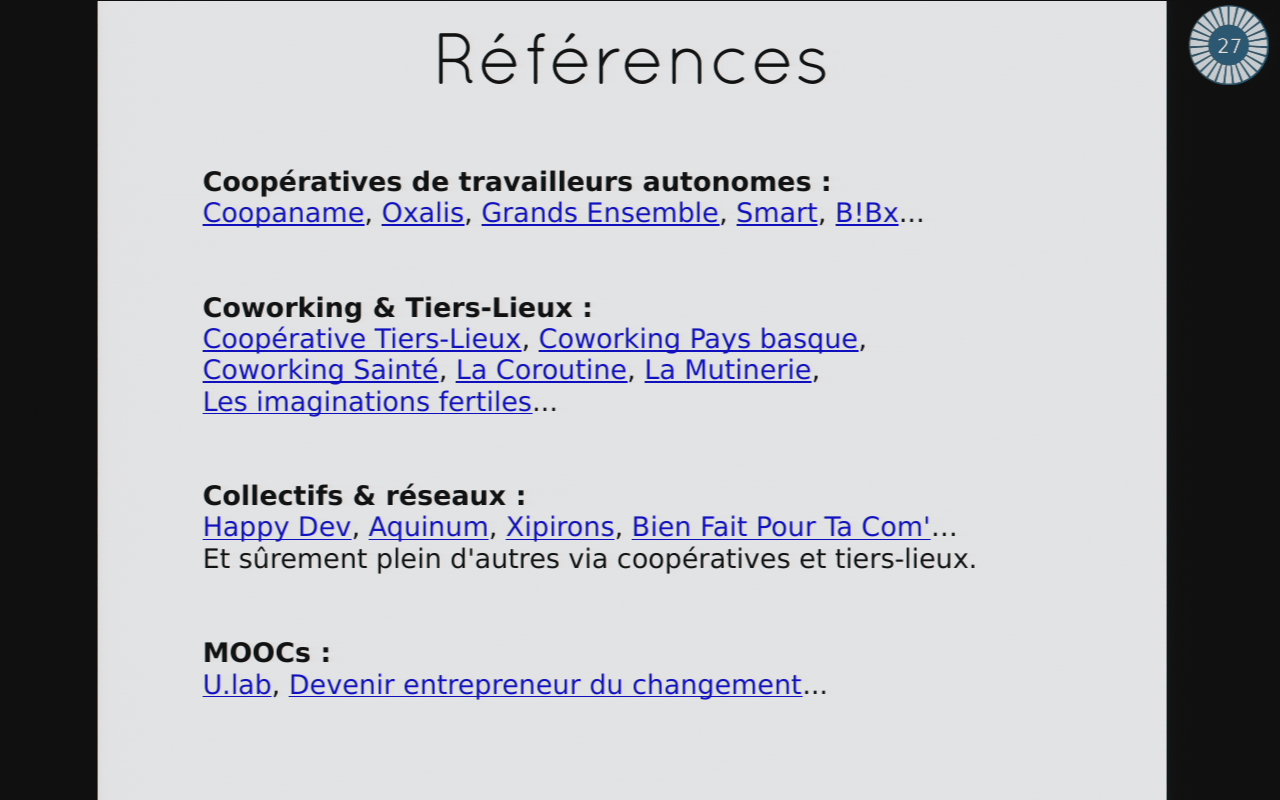 Références
27
Coopératives de travailleurs autonomes :
Coopaname, Oxalis, Grands Ensemble, Smart, B!Bx...
Coworking & Tiers-Lieux :
Coopérative Tiers-Lieux, Coworking Pays basque,
Coworking Sainté, La Coroutine, La Mutinerie,
Les imaginations fertiles...
Collectifs & réseaux :
Happy Dev, Aquinum, Xipirons, Bien Fait Pour Ta Com'...
Et sûrement plein d'autres via coopératives et tiers-lieux.
MOOCs :
U.lab, Devenir entrepreneur du changement...